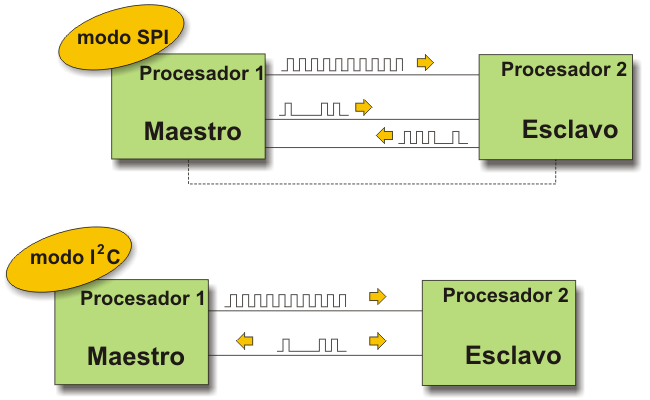 modo SPI
Procesador 1
Maestro
Procesador 2
Esclavo
modo I²C
Procesador 1
Maestro
Procesador 2
Esclavo